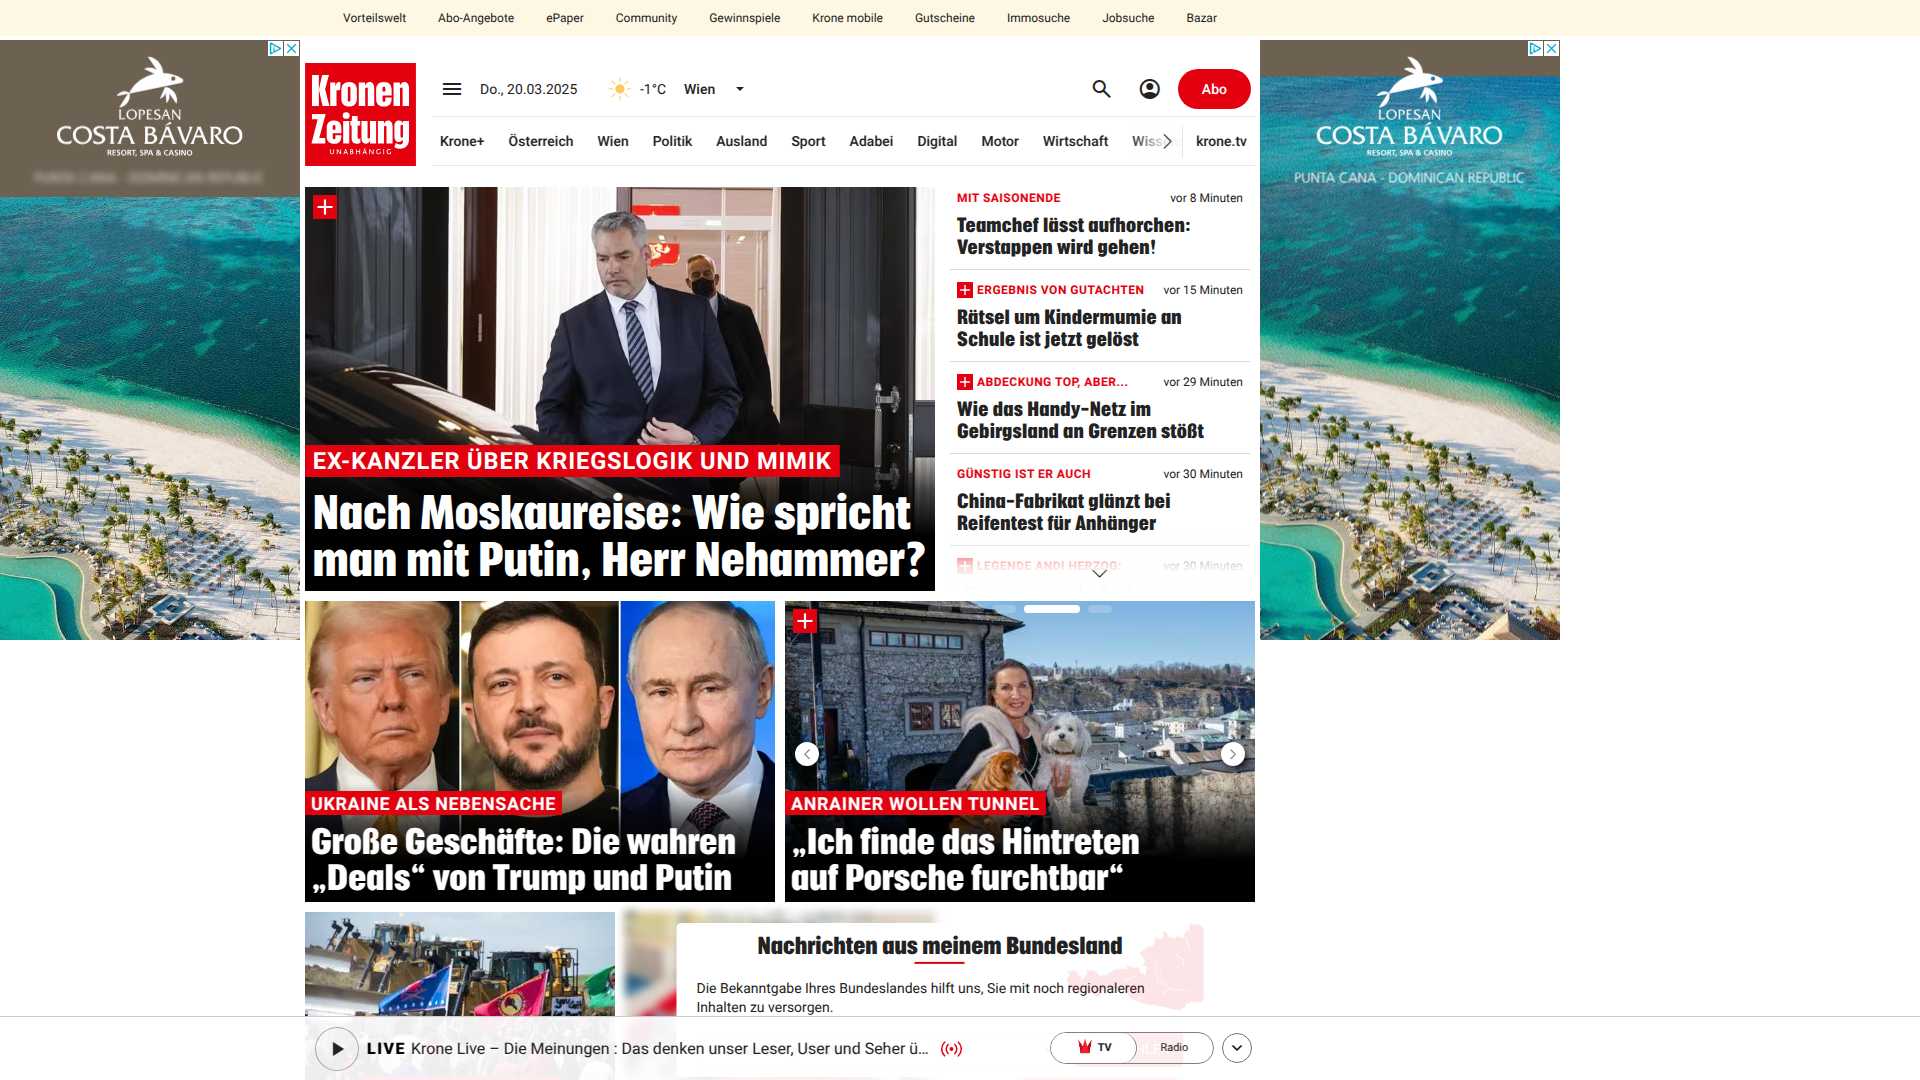 Vorteilswelt Abo-Angebote ePaper Community Gewinnspiele Krone mobile Gutscheine Immosuche Jobsuche Bazar
LOPESAN
COSTA BÁVARO
RESORT, SPA & CASINO
PUNTA CANA - DOMINICAN REPUBLIC
Kronen
Zeitung
UNABHÄNGIG
Do., 20.03.2025 -1°C Wien
Abo
Krone+ Österreich Wien Politik Ausland Sport Adabei Digital Motor Wirtschaft Wiss krone.tv
LOPESAN
COSTA BÁVARO
RESORT, SPA & CASINO
PUNTA CANA - DOMINICAN REPUBLIC
EX-KANZLER ÜBER KRIEGSLOGIK UND MIMIK
Nach Moskaureise: Wie spricht
man mit Putin, Herr Nehammer?
MIT SAISONENDE vor 8 Minuten
Teamchef lässt aufhorchen:
Verstappen wird gehen!
ERGEBNIS VON GUTACHTEN vor 15 Minuten
Rätsel um Kindermumie an
Schule ist jetzt gelöst
ABDECKUNG TOP, ABER... vor 29 Minuten
Wie das Handy-Netz im
Gebirgsland an Grenzen stößt
GÜNSTIG IST ER AUCH vor 30 Minuten
China-Fabrikat glänzt bei
Reifentest für Anhänger
LEGENDE ANDI HERZOG: vor 30 Minuten
UKRAINE ALS NEBENSACHE
Große Geschäfte: Die wahren
„Deals“ von Trump und Putin
ANRAINER WOLLEN TUNNEL
„Ich finde das Hintreten
auf Porsche furchtbar“
Nachrichten aus meinem Bundesland
Die Bekanntgabe Ihres Bundeslandes hilft uns, Sie mit noch regionaleren
Inhalten zu versorgen.
LIVE Krone Live – Die Meinungen : Das denken unser Leser, User und Seher ü...
TV Radio